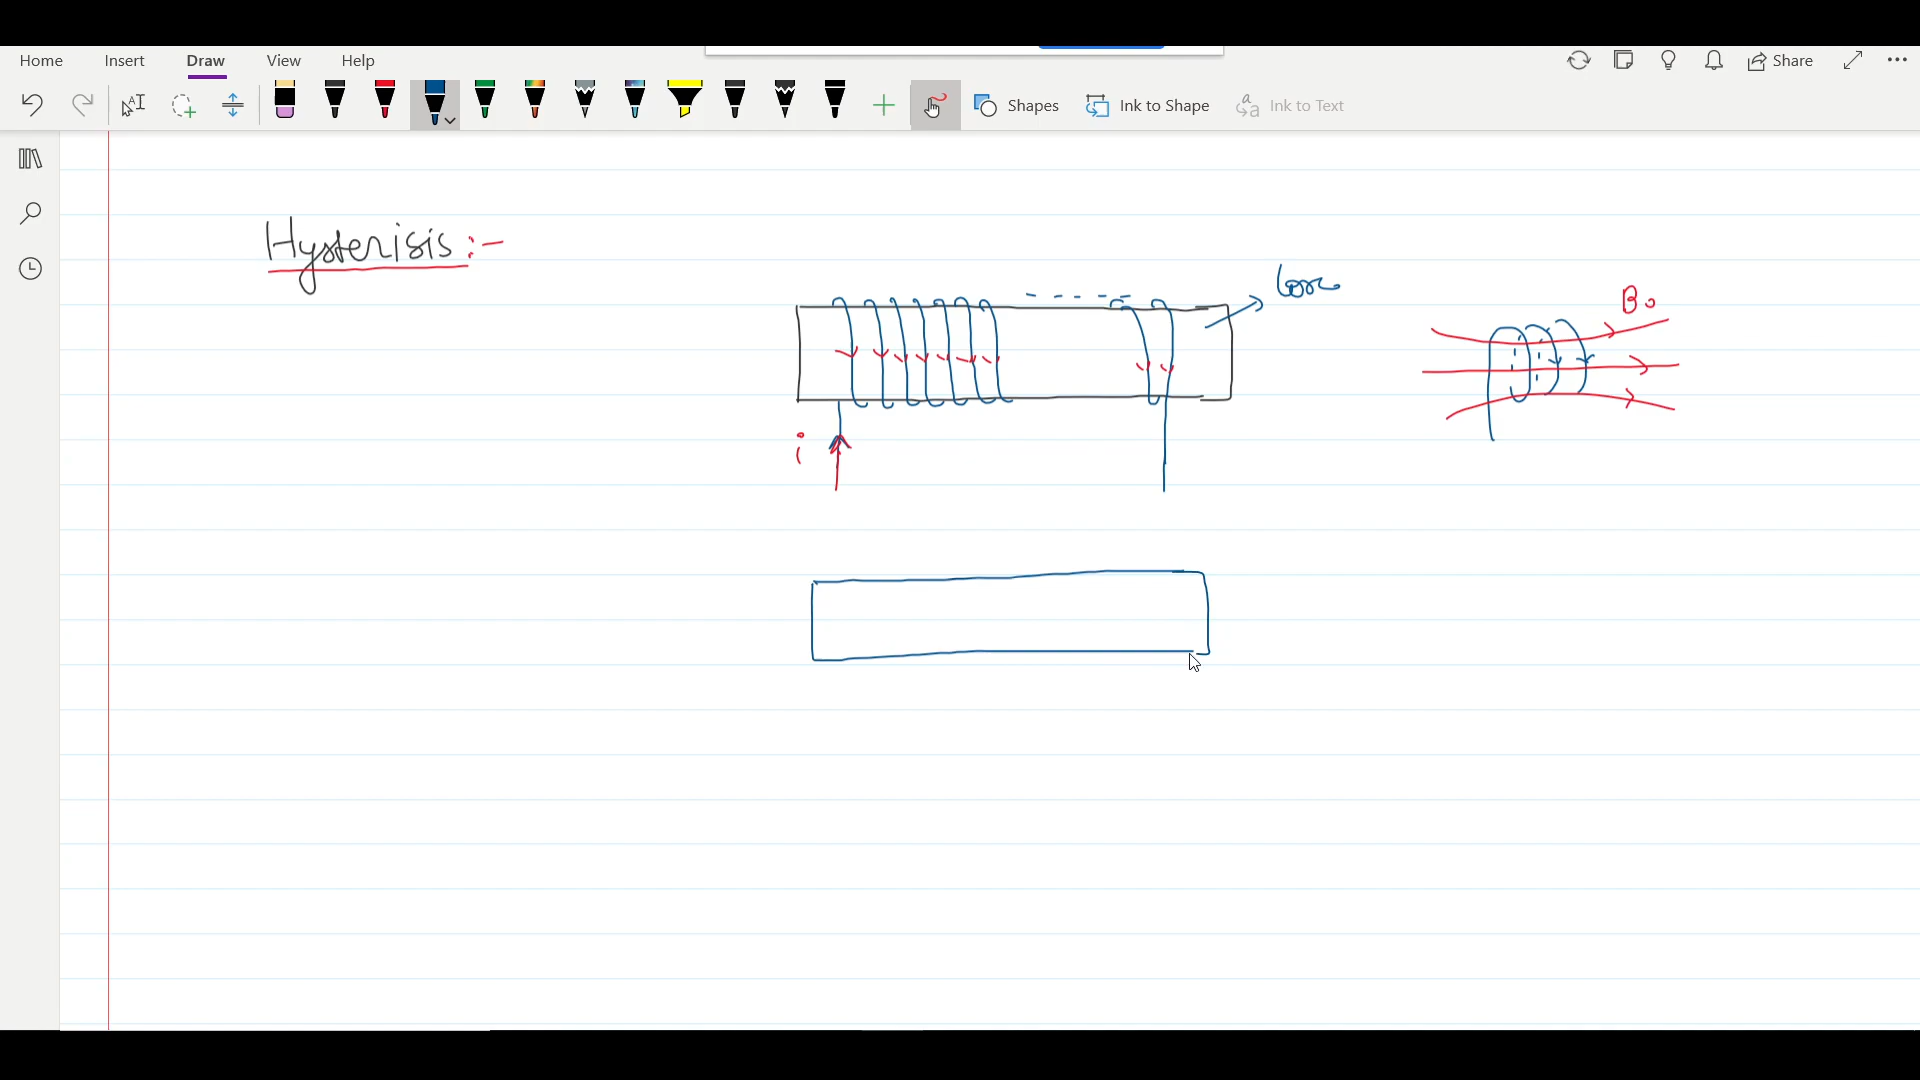 Home Insert Draw View Help Share
Shapes Ink to Shape Ink to Text
Hysterisis :-
Core
B0
i